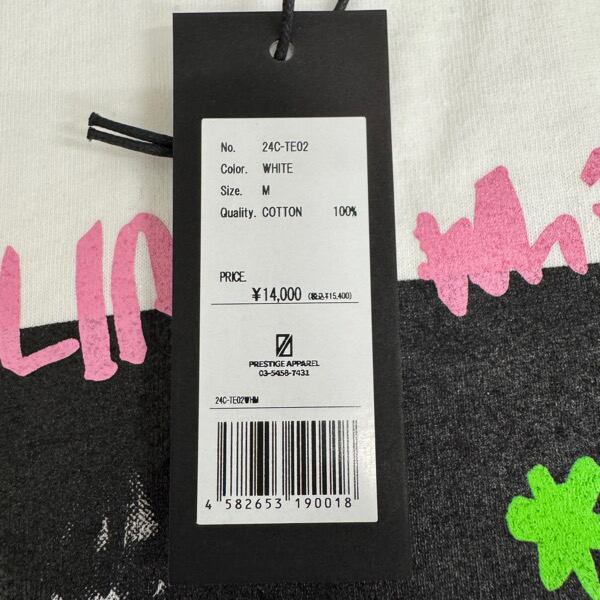 No. 24C-TE02
Color. WHITE
Size. M
Quality. COTTON 100%
PRICE.
¥14,000 (税込¥15,400)
PRESTIGE APPAREL
03-5458-7431
24C-TE02WHM
4 582653 190018
LIN